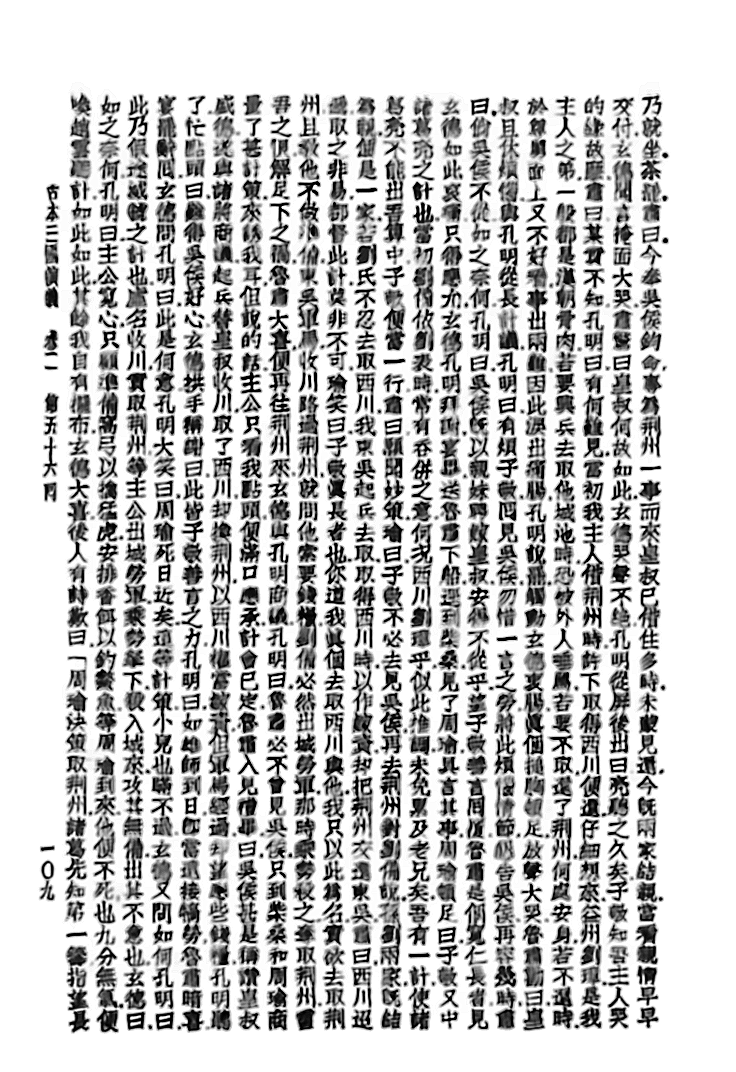 乃就坐茶罷肅曰今奉吳侯鈞命專為荊州一事而來皇叔已借住多時未蒙見還今既兩家結親當看親情早早
交付玄德聞言掩面大哭肅驚曰皇叔何故如此玄德哭聲不絕孔明從屏後出曰亮聽之久矣子敬知吾主人哭
的緣故麼肅曰某實不知孔明曰有何難見當初我主人借荊州時許下取得西川便還仔細想來益州劉璋是我
主人之弟一般都是漢朝骨肉若要興兵去取他城池時恐被外人唾罵若要不取還了荊州何處安身若不還時
於尊舅面上又不好看事出兩難因此淚出痛腸孔明說罷觸動玄德衷腸真個搥胸頓足放聲大哭魯肅勸曰皇
叔且休煩惱與孔明從長計議孔明曰有煩子敬回見吳侯勿惜一言之勞將此煩惱情節懇告吳侯再容幾時肅
曰倘吳侯不從如之奈何孔明曰吳侯既以親妹聘嫁皇叔安得不從乎望子敬善言回覆魯肅是個寬仁長者見
玄德如此哀痛只得應允玄德孔明拜謝宴畢送魯肅下船逕到柴桑見了周瑜具言其事周瑜頓足曰子敬又中
諸葛亮之計也當初劉備依劉表時常有吞併之意何況西川劉璋乎似此推調未免累及老兄矣吾有一計使諸
葛亮不能出吾算中子敬便當一行肅曰願聞妙策瑜曰子敬不必去見吳侯再去荊州對劉備說孫劉兩家既結
為親便是一家若劉氏不忍去取西川我東吳起兵去取取得西川時以作嫁資却把荊州交還東吳肅曰西川迢
遞取之非易都督此計莫非不可瑜笑曰子敬真長者也你道我真個去取西川與他我只以此為名實欲去取荊
州且教他不做準備東吳軍馬收川路過荊州就問他索要錢糧劉備必然出城勞軍那時乘勢殺之奪取荊州雪
吾之恨解足下之禍魯肅大喜便再往荊州來玄德與孔明商議孔明曰魯肅必不曾見吳侯只到柴桑和周瑜商
量了甚計策來誘我耳但說的話主公只看我點頭便滿口應承計會已定魯肅入見禮畢曰吳侯甚是稱讚皇叔
盛德遂與諸將商議起兵替皇叔收川取了西川却換荊州以西川權當嫁資但軍馬經過却望應些錢糧孔明聽
了忙點頭曰難得吳侯好心玄德拱手稱謝曰此皆子敬善言之力孔明曰如雄師到日即當遠接犒勞魯肅暗喜
宴罷辭回玄德問孔明曰此是何意孔明大笑曰周瑜死日近矣這等計策小兒也瞞不過玄德又問如何孔明曰
此乃假途滅虢之計也虛名收川實取荊州等主公出城勞軍乘勢拏下殺入城來攻其無備出其不意也玄德曰
如之奈何孔明曰主公寬心只顧準備窩弓以擒猛虎安排香餌以釣鰲魚等周瑜到來他便不死也九分無氣便
喚趙雲聽計如此如此其餘我自有擺布玄德大喜後人有詩歎曰「周瑜決策取荊州諸葛先知第一籌指望長
古本三國演義　卷二　第五十六回　一〇九